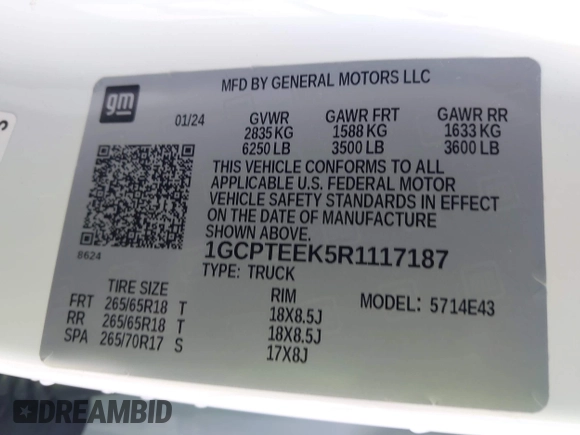 MFD BY GENERAL MOTORS LLC
gm
01/24
GVWR GAWR FRT GAWR RR
2835 KG 1588 KG 1633 KG
6250 LB 3500 LB 3600 LB
THIS VEHICLE CONFORMS TO ALL
APPLICABLE U.S. FEDERAL MOTOR
VEHICLE SAFETY STANDARDS IN EFFECT
ON THE DATE OF MANUFACTURE
SHOWN ABOVE.
8624
1GCPTEEK5R1117187
TYPE: TRUCK
TIRE SIZE RIM MODEL: 5714E43
FRT 265/65R18 T 18X8.5J
RR 265/65R18 T 18X8.5J
SPA 265/70R17 S 17X8J
DREAMBID